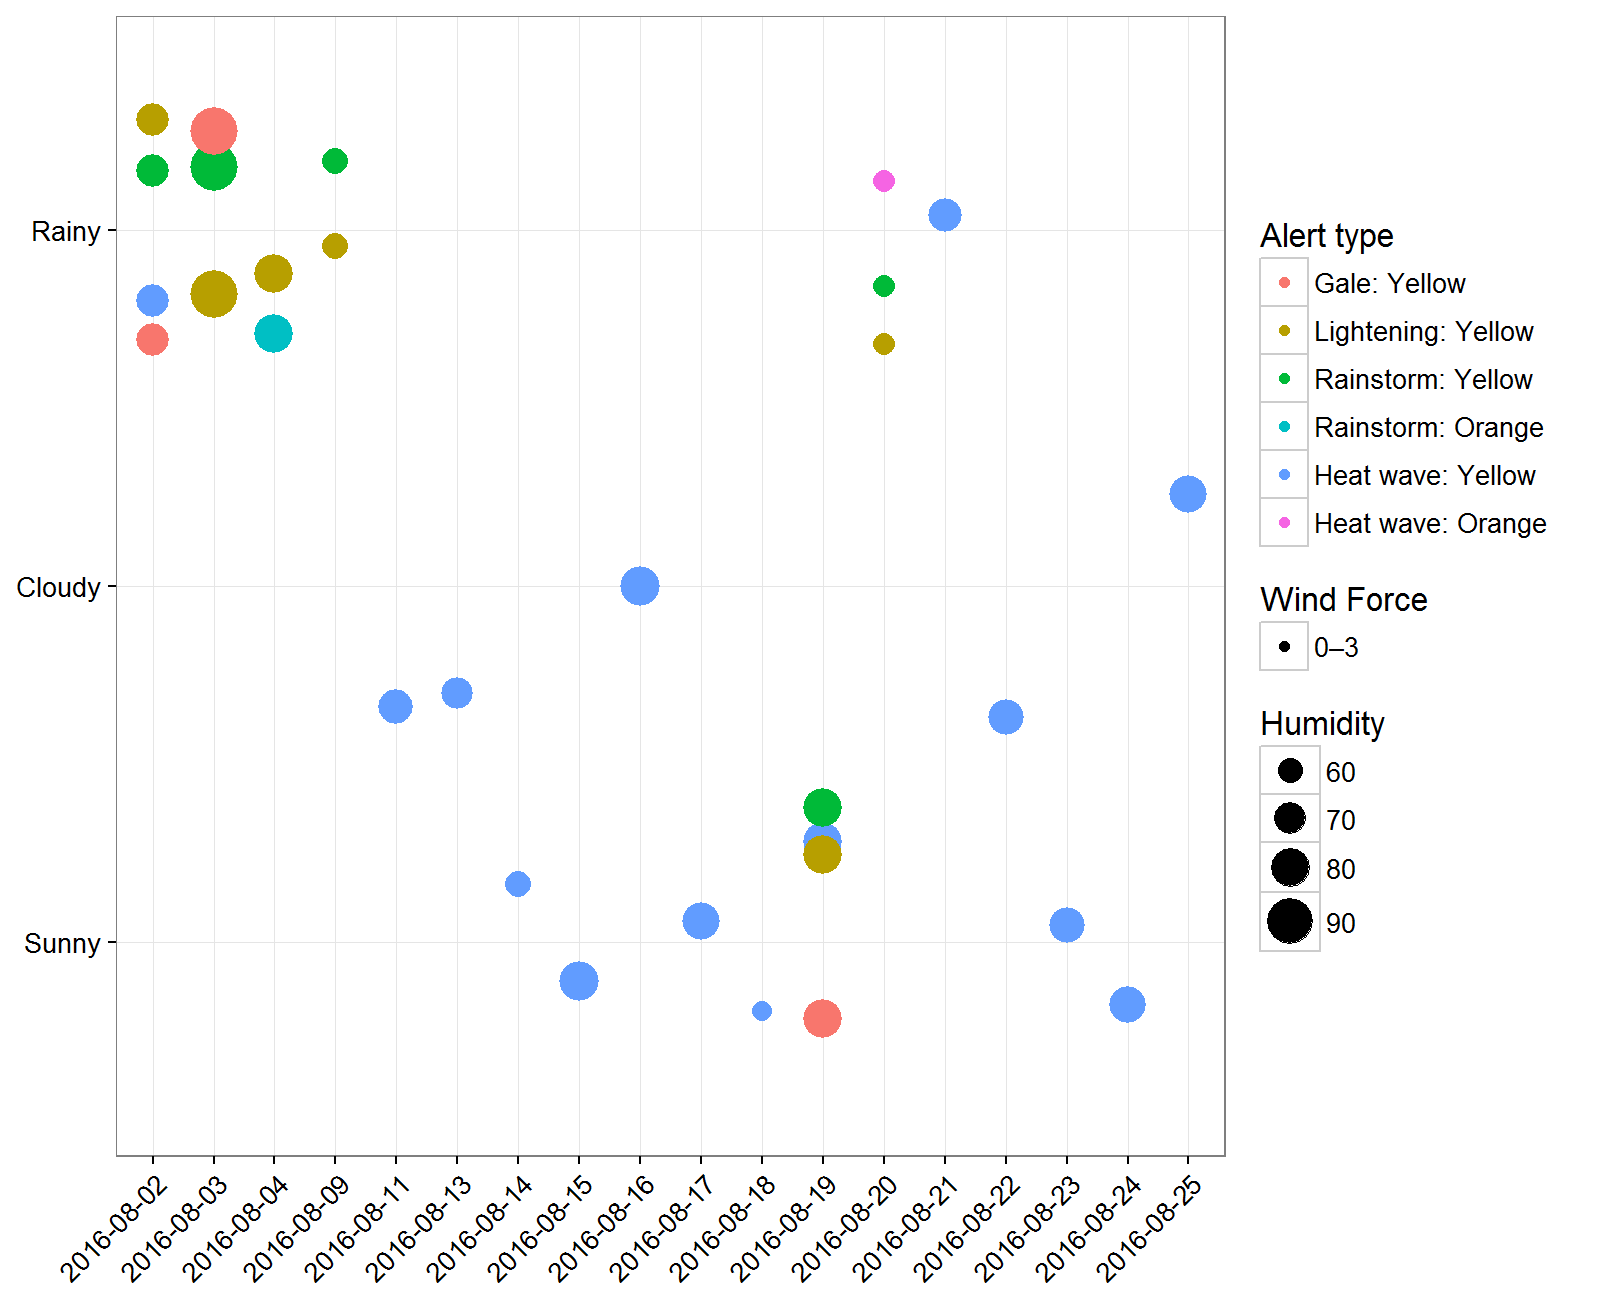 Rainy
Cloudy
Sunny
2016-08-02
2016-08-03
2016-08-04
2016-08-09
2016-08-11
2016-08-13
2016-08-14
2016-08-15
2016-08-16
2016-08-17
2016-08-18
2016-08-19
2016-08-20
2016-08-21
2016-08-22
2016-08-23
2016-08-24
2016-08-25
Alert type
Gale: Yellow
Lightening: Yellow
Rainstorm: Yellow
Rainstorm: Orange
Heat wave: Yellow
Heat wave: Orange
Wind Force
0–3
Humidity
60
70
80
90